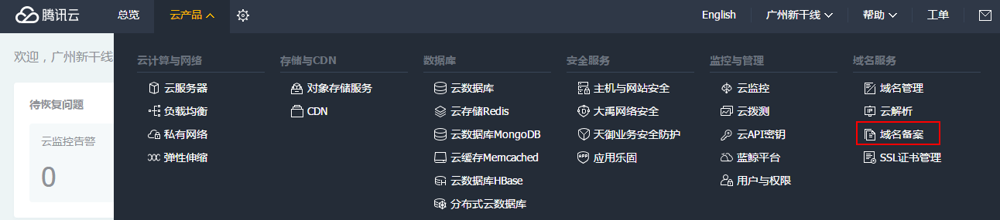 腾讯云 总览 云产品 English 广州新干线 帮助 工单
欢迎，广州新干线
待恢复问题
云监控告警
0
云计算与网络
云服务器
负载均衡
私有网络
弹性伸缩
存储与CDN
对象存储服务
CDN
数据库
云数据库
云存储Redis
云数据库MongoDB
云缓存Memcached
云数据库HBase
分布式云数据库
安全服务
主机与网站安全
大禹网络安全
天御业务安全防护
应用乐固
监控与管理
云监控
云拨测
云API密钥
蓝鲸平台
用户与权限
域名服务
域名管理
云解析
域名备案
SSL证书管理